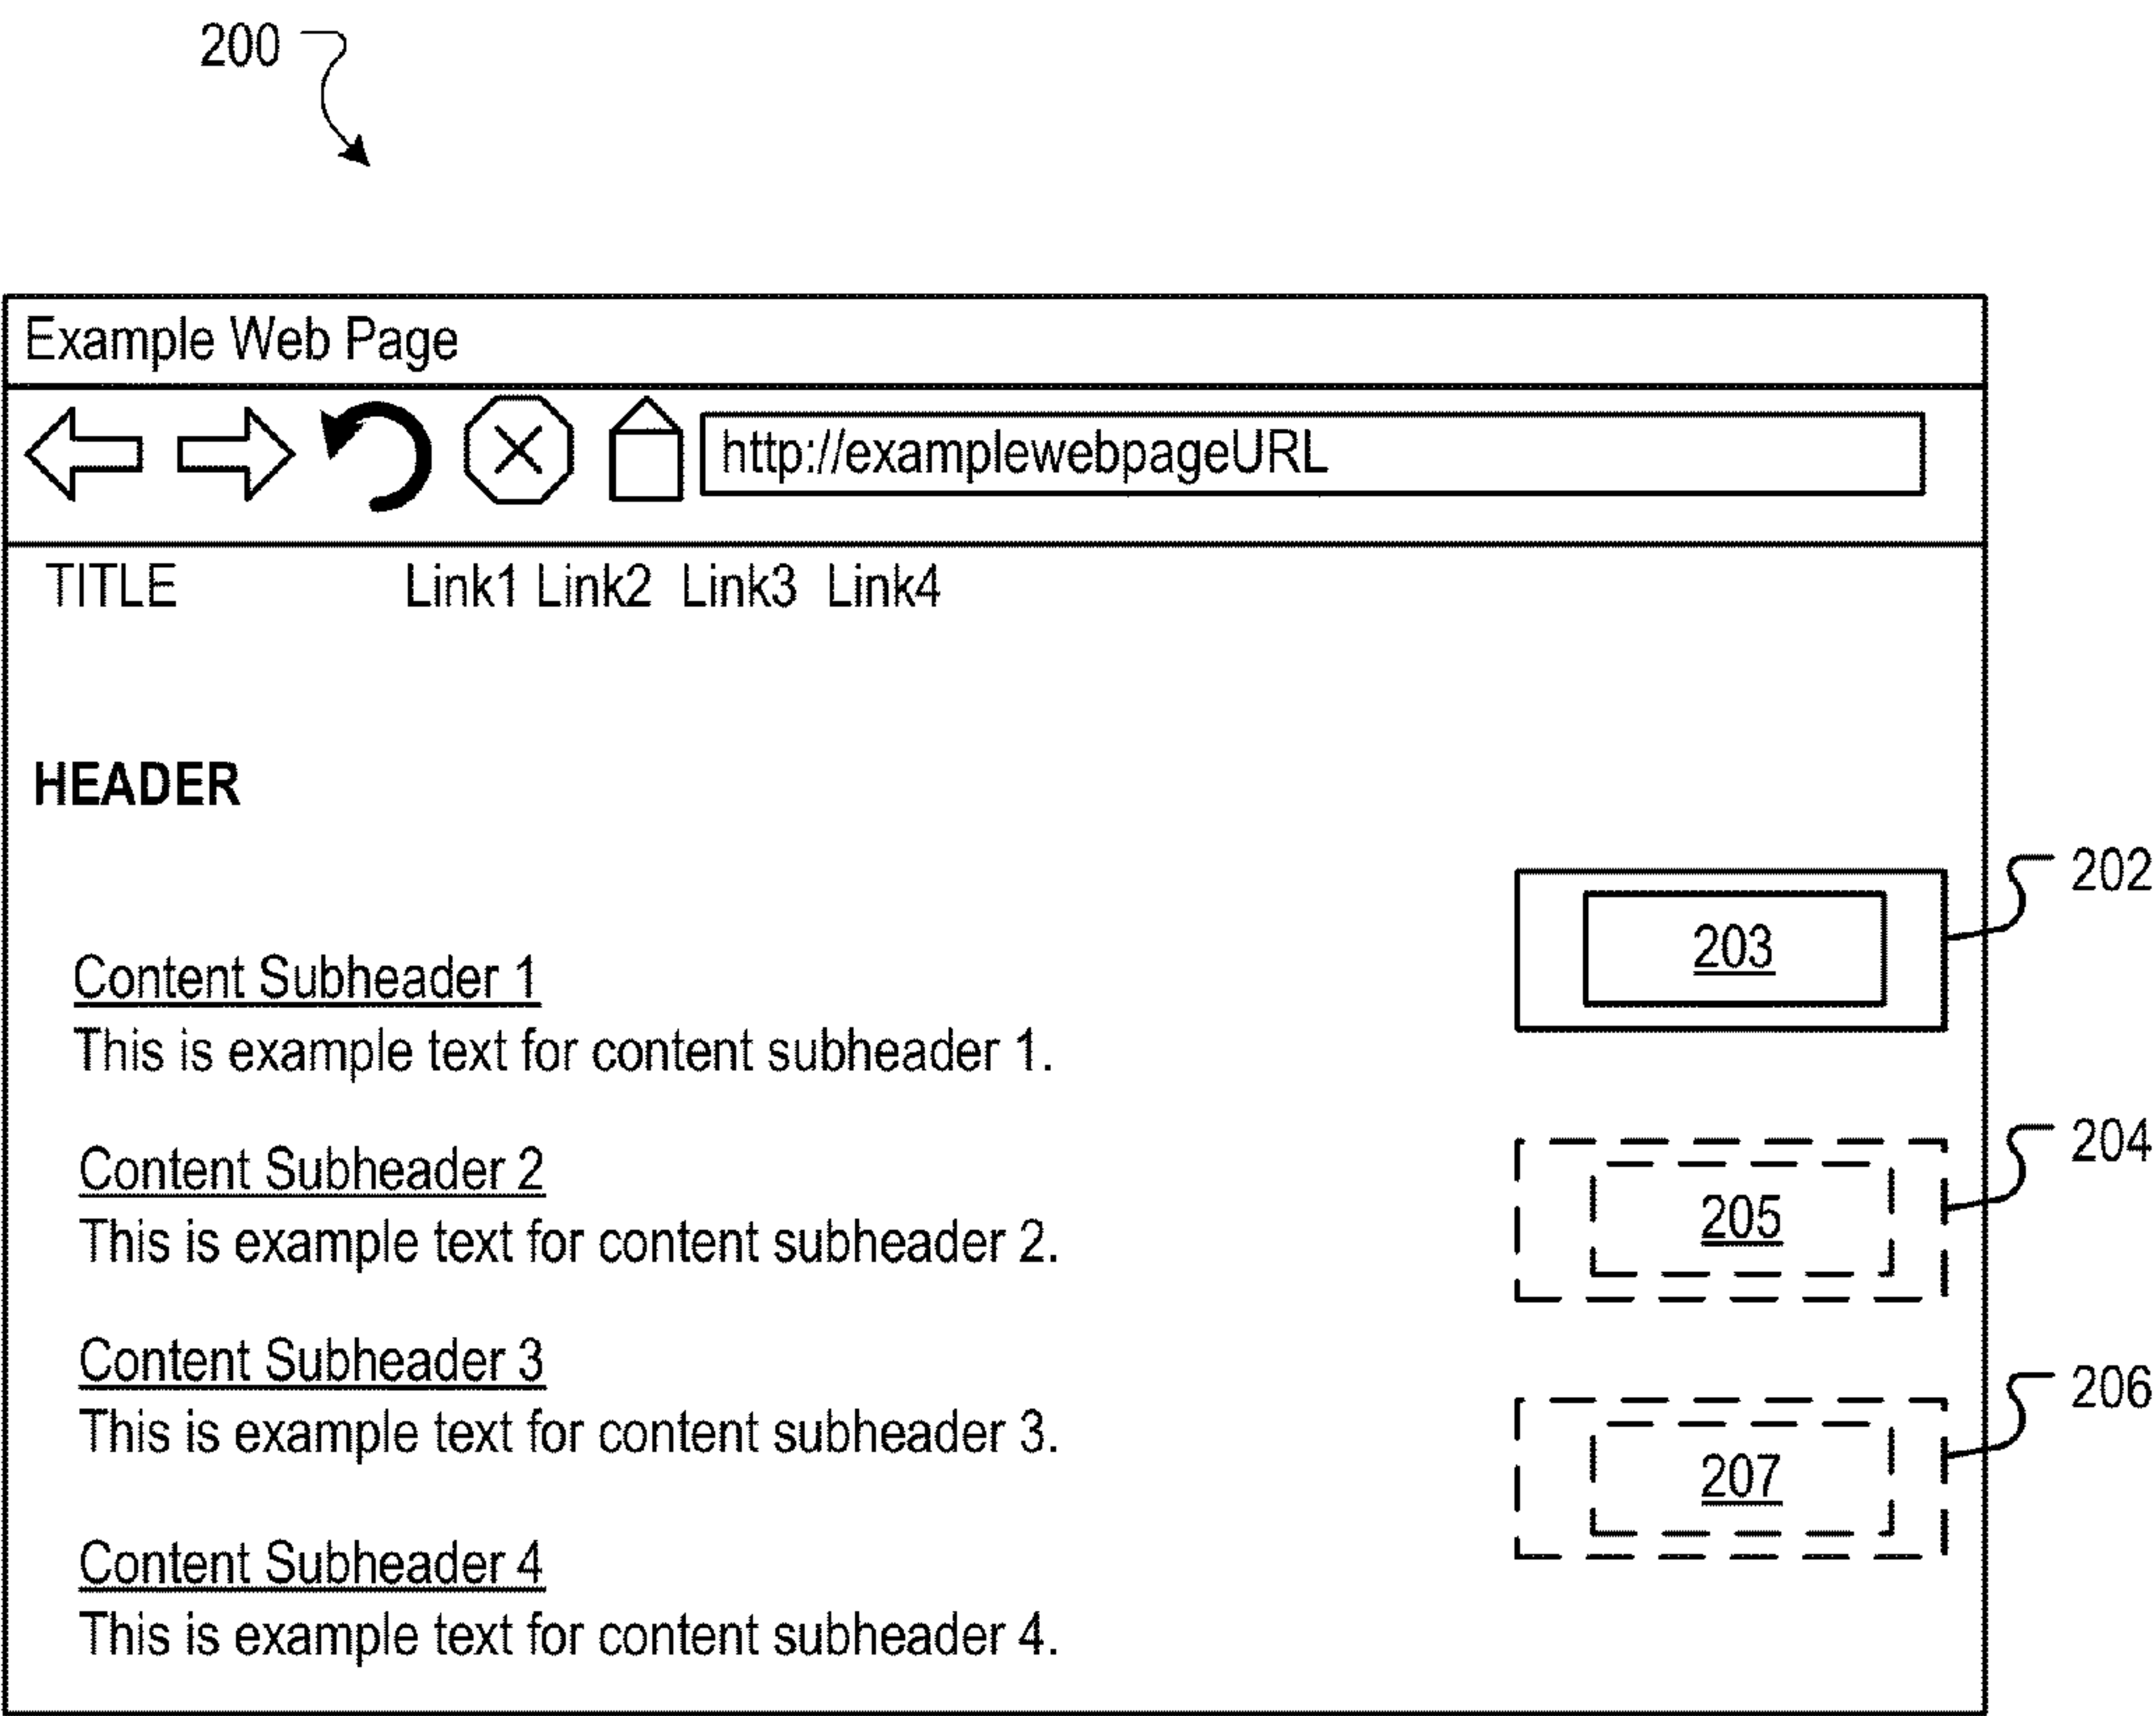 200
Example Web Page
http://examplewebpageURL
TITLE Link1 Link2 Link3 Link4
HEADER
202
203
Content Subheader 1
This is example text for content subheader 1.
204
205
Content Subheader 2
This is example text for content subheader 2.
206
207
Content Subheader 3
This is example text for content subheader 3.
Content Subheader 4
This is example text for content subheader 4.